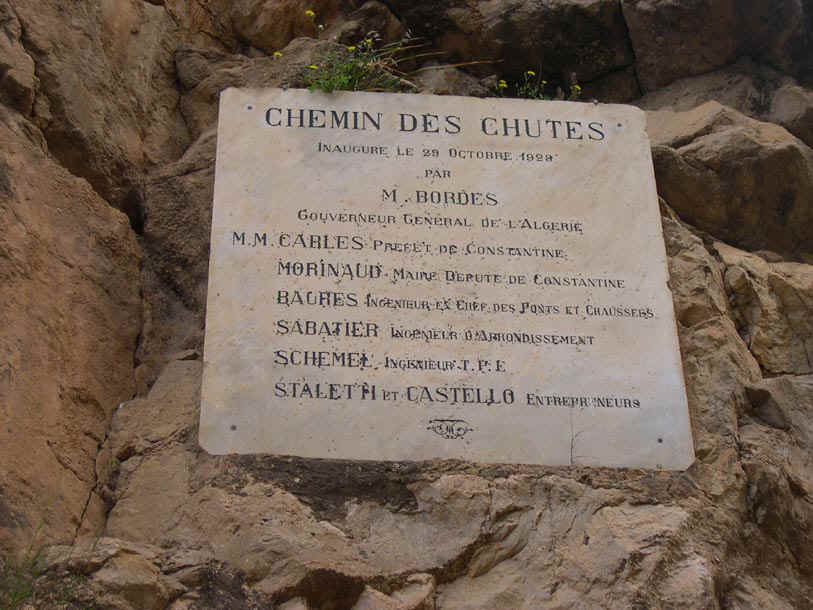 CHEMIN DES CHUTES
INAUGURE LE 29 OCTOBRE 1928
PAR
M. BORDES
GOUVERNEUR GENERAL DE L'ALGERIE
M.M. CARLES PREFET DE CONSTANTINE
MORINAUD MAIRE DEPUTE DE CONSTANTINE
INGENIEUR EN CHEF DES PONTS ET CHAUSSEES
SABATIER INGENIEUR D'ARRONDISSEMENT
SCHEMEL INGENIEUR T.P.E
STALETTI ET CASTELLO ENTREPRENEURS